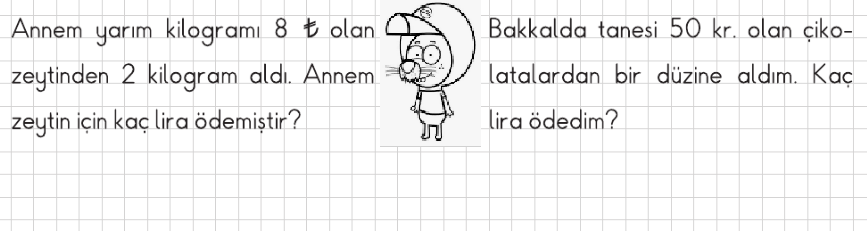 Annem yarım kilogramı 8 ₺ olan
zeytinden 2 kilogram aldı. Annem
zeytin için kaç lira ödemiştir?
Bakkalda tanesi 50 kr. olan çiko-
latalardan bir düzine aldım. Kaç
lira ödedim?